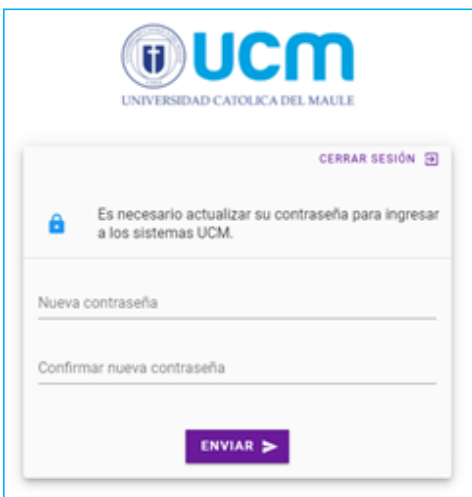 ucm
UNIVERSIDAD CATOLICA DEL MAULE
CERRAR SESIÓN
Es necesario actualizar su contraseña para ingresar
a los sistemas UCM.
Nueva contraseña
Confirmar nueva contraseña
ENVIAR